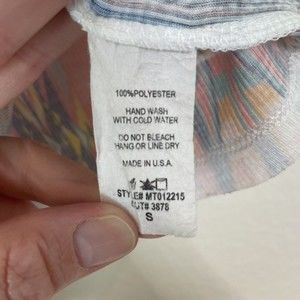 100%POLYESTER
HAND WASH
WITH COLD WATER
DO NOT BLEACH
HANG OR LINE DRY
MADE IN U.S.A.
STYLE# MT012215
CUT# 3878
S